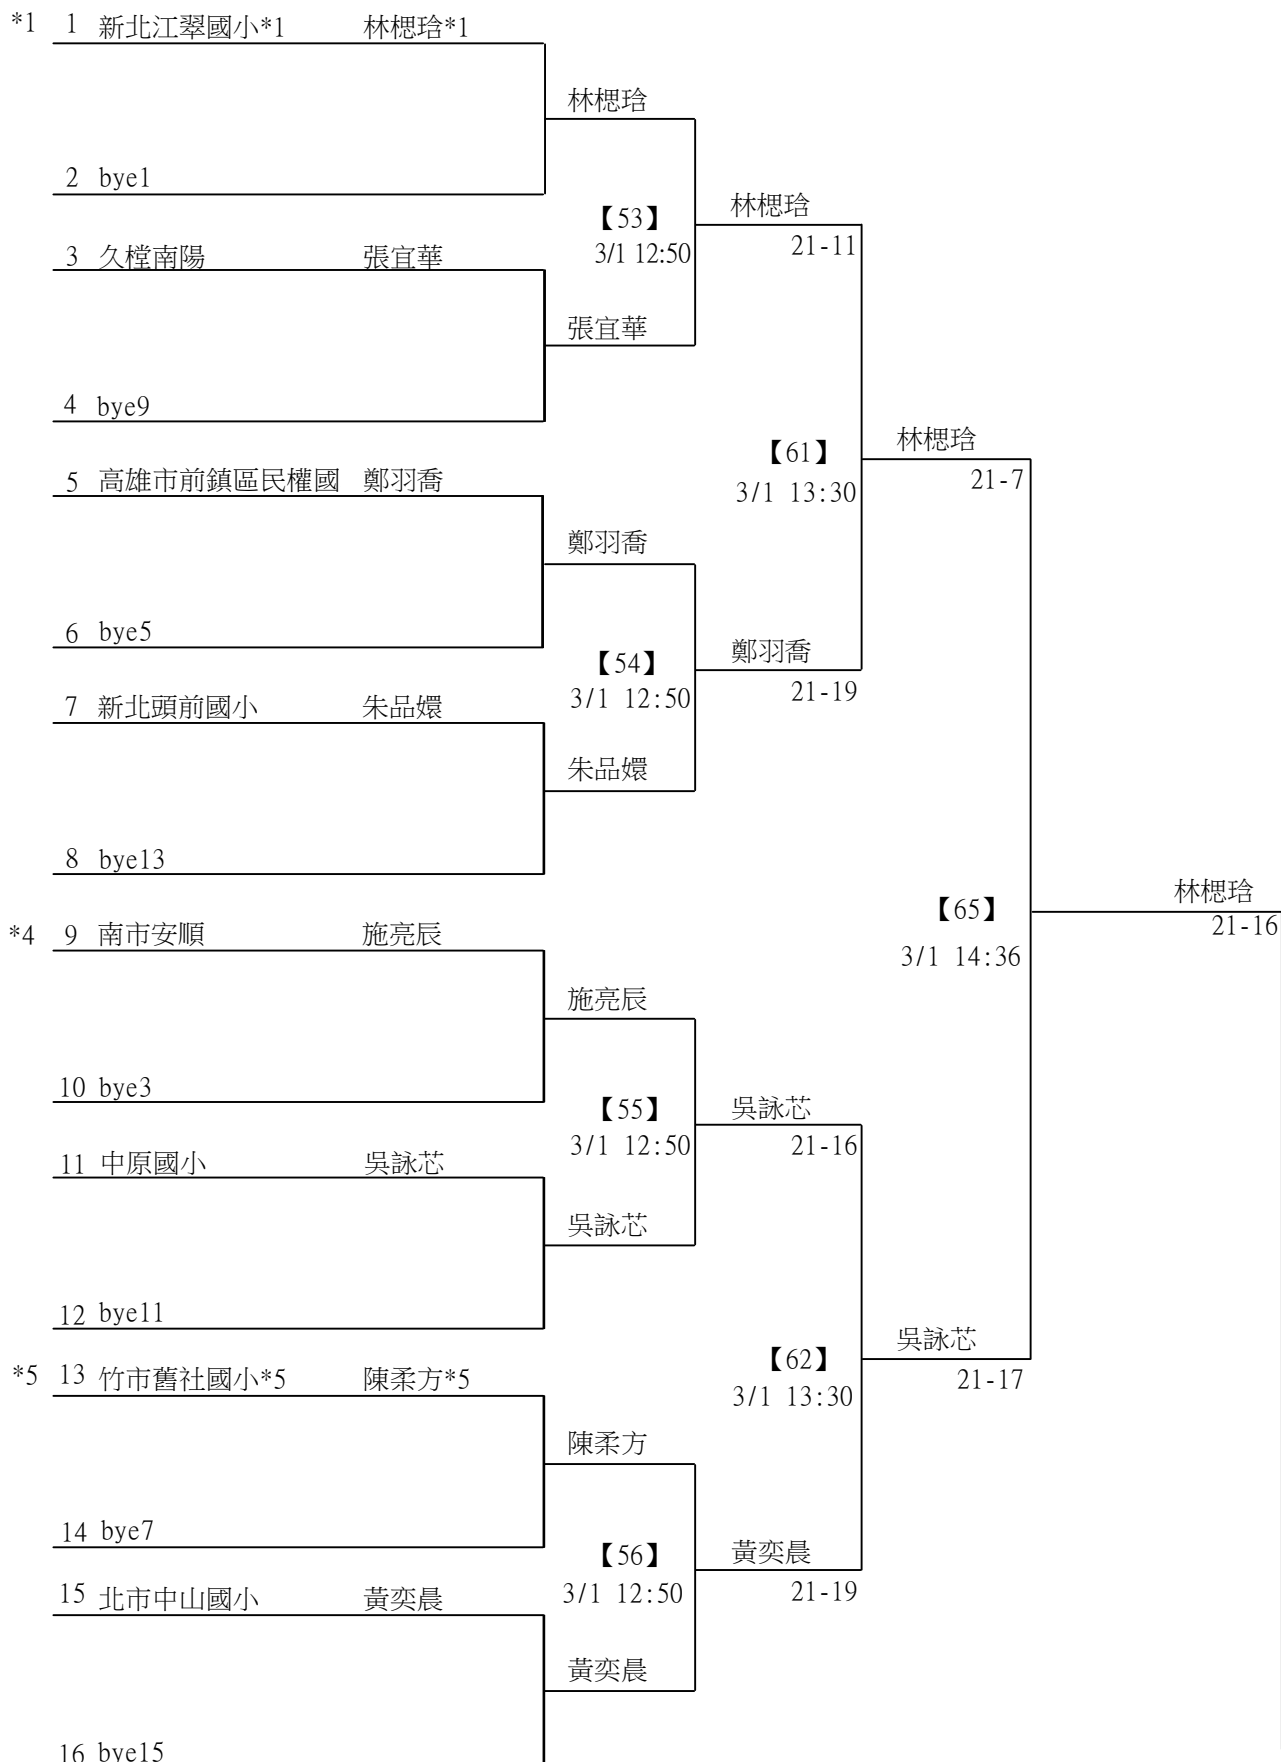 *1 1 新北江翠國小*1 林楒琀*1
林楒琀
2 bye1
【53】
3/1 12:50
林楒琀
21-11
3 久樘南陽 張宜華
張宜華
4 bye9
【61】
3/1 13:30
林楒琀
21-7
5 高雄市前鎮區民權國 鄭羽喬
鄭羽喬
6 bye5
【54】
3/1 12:50
鄭羽喬
21-19
7 新北頭前國小 朱品嬛
朱品嬛
8 bye13
【65】
3/1 14:36
林楒琀
21-16
*4 9 南市安順 施亮辰
施亮辰
10 bye3
【55】
3/1 12:50
吳詠芯
21-16
11 中原國小 吳詠芯
吳詠芯
12 bye11
【62】
3/1 13:30
吳詠芯
21-17
*5 13 竹市舊社國小*5 陳柔方*5
陳柔方
14 bye7
【56】
3/1 12:50
黃奕晨
21-19
15 北市中山國小 黃奕晨
黃奕晨
16 bye15